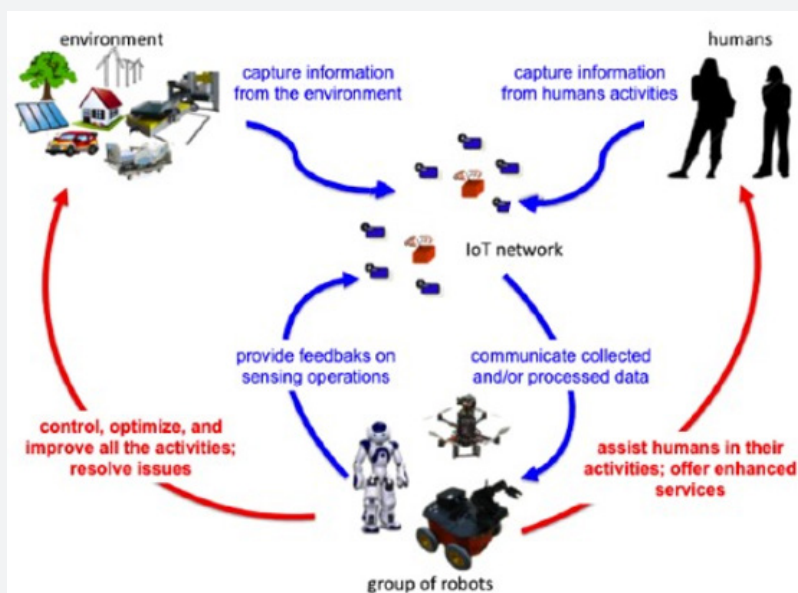 environment
humans
capture information
from the environment
capture information
from humans activities
IoT network
provide feedbaks on
sensing operations
communicate collected
and/or processed data
control, optimize, and
improve all the activities;
resolve issues
assist humans in their
activities; offer enhanced
services
group of robots